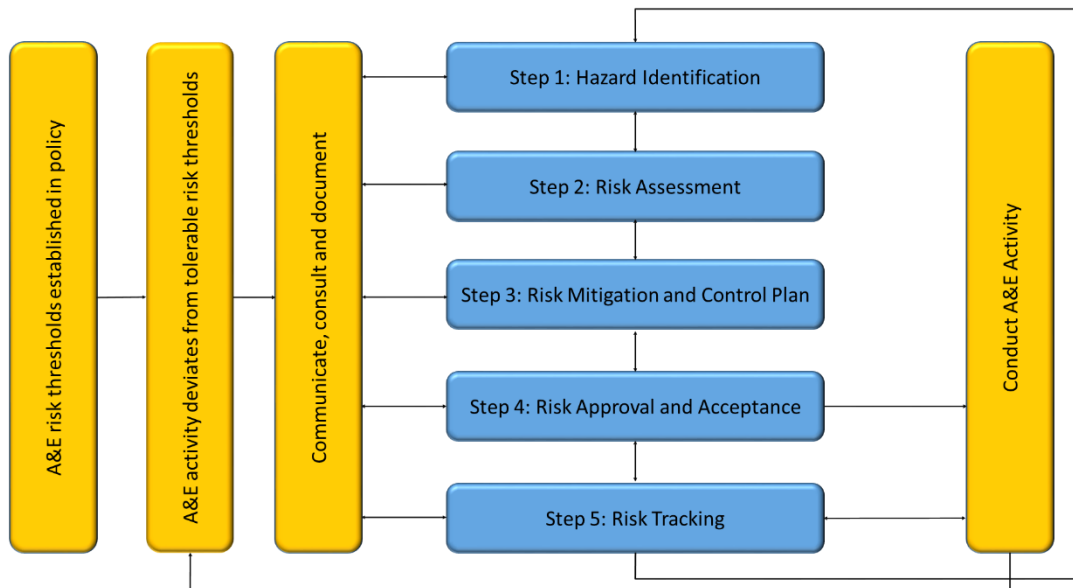 A&E risk thresholds established in policy
A&E activity deviates from tolerable risk thresholds
Communicate, consult and document
Step 1: Hazard Identification
Step 2: Risk Assessment
Step 3: Risk Mitigation and Control Plan
Step 4: Risk Approval and Acceptance
Step 5: Risk Tracking
Conduct A&E Activity